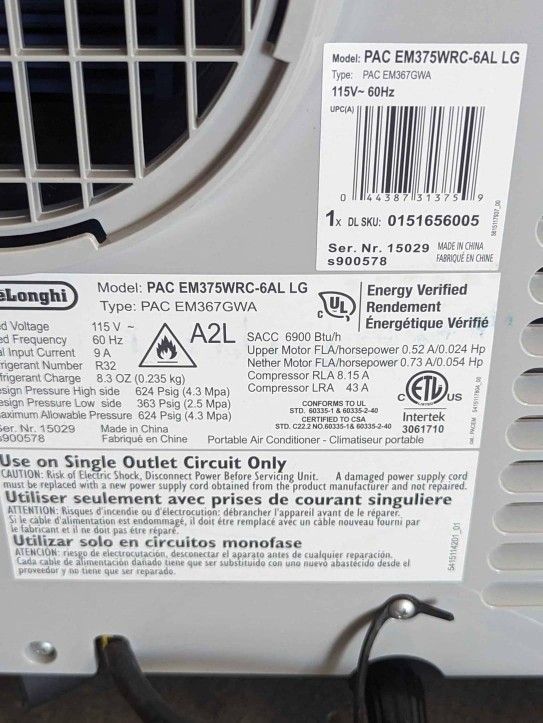 Model: PAC EM375WRC-6AL LG
Type: PAC EM367GWA
115V~ 60Hz
UPC(A)
0 44387 31375 9
1x DL SKU: 0151656005
Ser. Nr. 15029 MADE IN CHINA
s900578 FABRIQUÉ EN CHINE
5815117937_00
eLonghi
Model: PAC EM375WRC-6AL LG
Type: PAC EM367GWA
c UL
Energy Verified
Rendement
Énergétique Vérifié
ed Voltage 115 V ~
ed Frequency 60 Hz
al Input Current 9 A
rigerant Number R32
frigerant Charge 8.3 OZ (0.235 kg)
esign Pressure High side 624 Psig (4.3 Mpa)
esign Pressure Low side 363 Psig (2.5 Mpa)
aximum Allowable Pressure 624 Psig (4.3 Mpa)
Ser. Nr. 15029 Made in China
s900578 Fabriqué en Chine
A2L
SACC 6900 Btu/h
Upper Motor FLA/horsepower 0.52 A/0.024 Hp
Nether Motor FLA/horsepower 0.73 A/0.054 Hp
Compressor RLA 8.15 A
Compressor LRA 43 A
CONFORMS TO UL
STD. 60335-1 & 60335-2-40
CERTIFIED TO CSA
STD. C22.2 NO.60335-1& 60335-2-40
Portable Air Conditioner - Climatiseur portable
c ETL us
Intertek
3061710
Use on Single Outlet Circuit Only
CAUTION: Risk of Electric Shock, Disconnect Power Before Servicing Unit. A damaged power supply cord
must be replaced with a new power supply cord obtained from the product manufacturer and not repaired.
Utiliser seulement avec prises de courant singuliere
ATTENTION: Risques d'incendie ou d'électrocution: débrancher l'appareil avant de le réparer.
Si le câble d'alimentation est endommagé, il doit être remplacé avec un câble nouveau fourni par
le fabricant et il ne doit pas être réparé.
Utilizar solo en circuitos monofase
ATENCIÓN: riesgo de electrocutación, desconectar el aparato antes de cualquier reparación.
Cada cable de alimentación dañado tiene que ser substituido con uno nuevo abastecido desde el
proveedor y no tiene que ser reparado.
5415114201_01